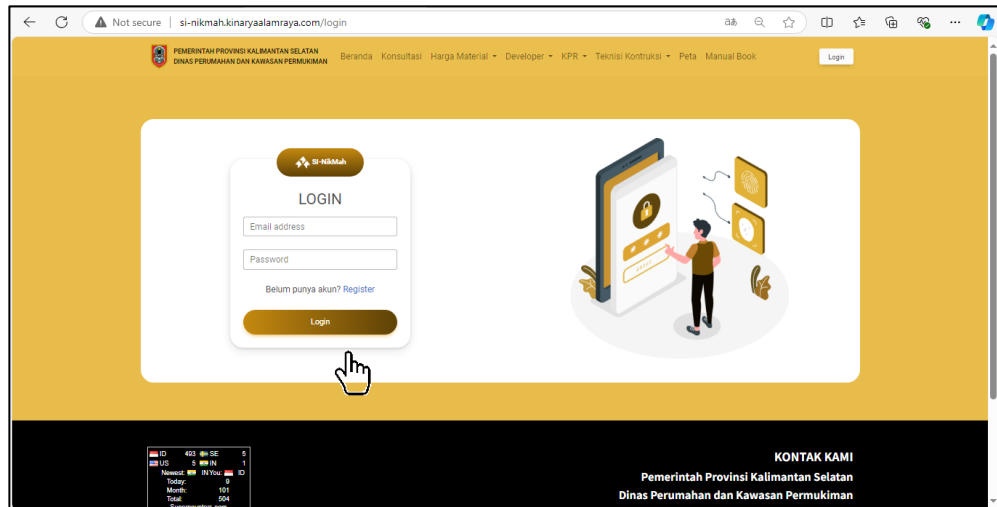 Not secure | si-nikmah.kinaryaalamraya.com/login
PEMERINTAH PROVINSI KALIMANTAN SELATAN
DINAS PERUMAHAN DAN KAWASAN PERMUKIMAN
Beranda Konsultasi Harga Material Developer KPR Teknisi Kontruksi Peta Manual Book Login
SI-NikMah
LOGIN
Email address
Password
Belum punya akun? Register
Login
ID 493 SE 5
US 5 IN 1
Newest: IN You: ID
Today: 9
Month: 101
Total: 504
Supercounters.com
KONTAK KAMI
Pemerintah Provinsi Kalimantan Selatan
Dinas Perumahan dan Kawasan Permukiman